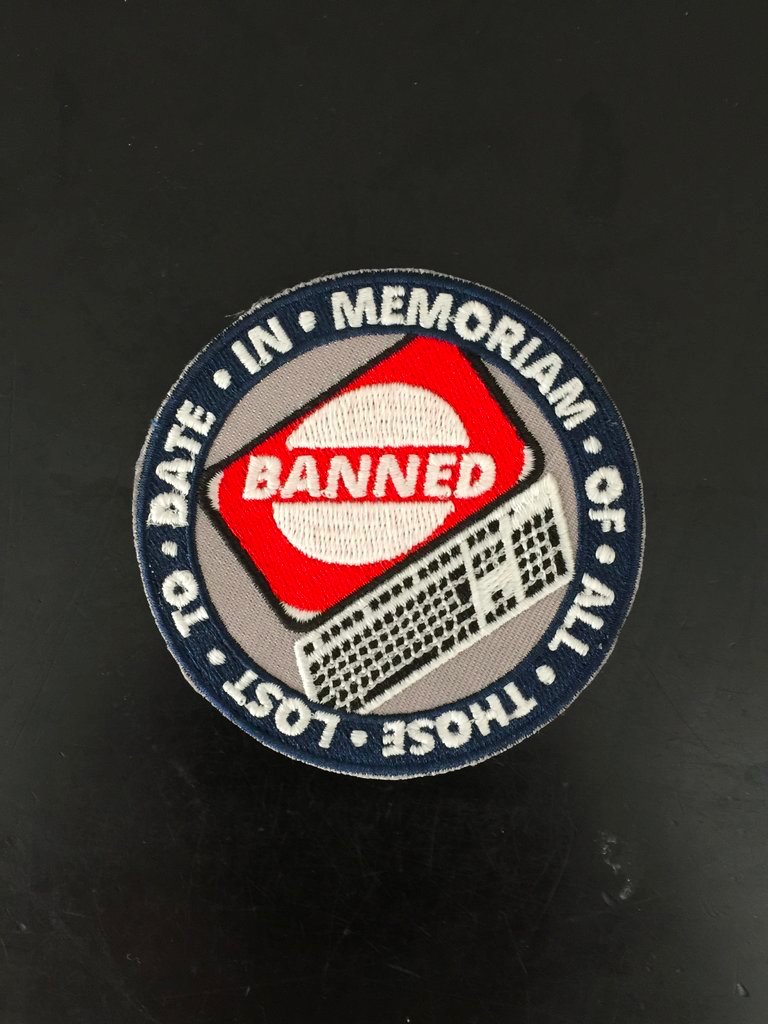 IN • MEMORIAM • OF • ALL • THOSE • LOST • TO • DATE •
BANNED